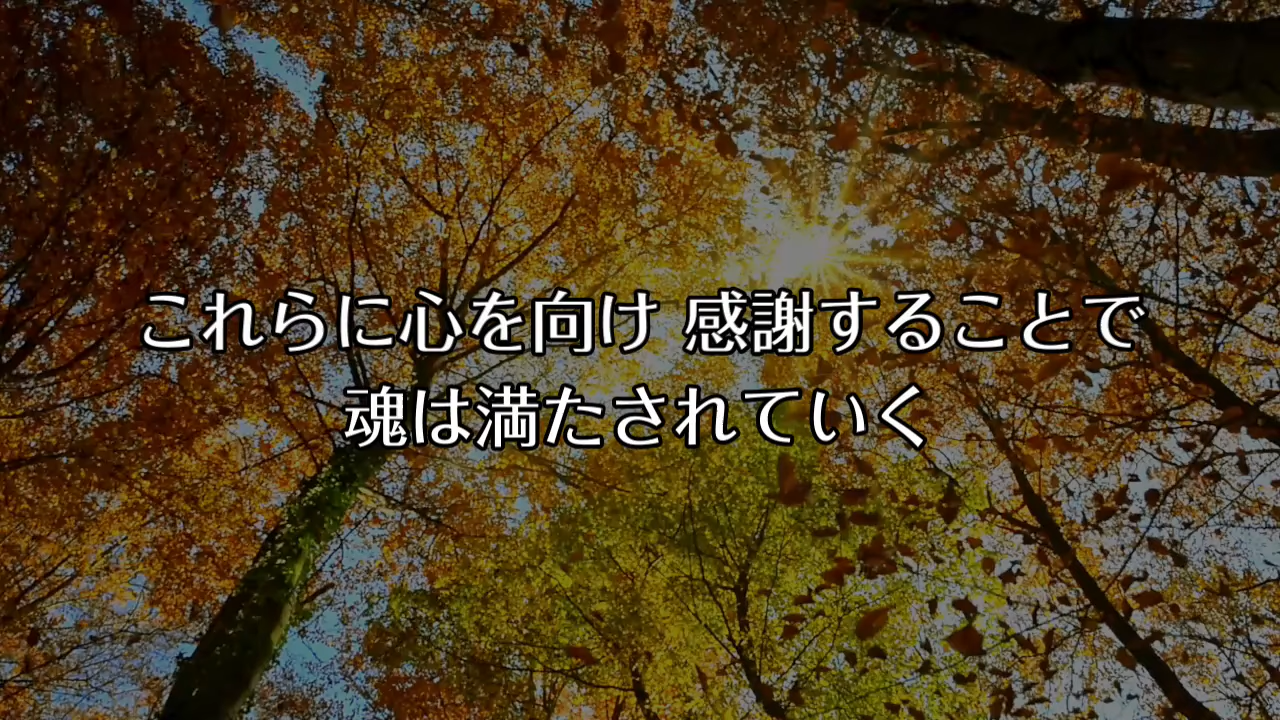 これらに心を向け 感謝することで
魂は満たされていく